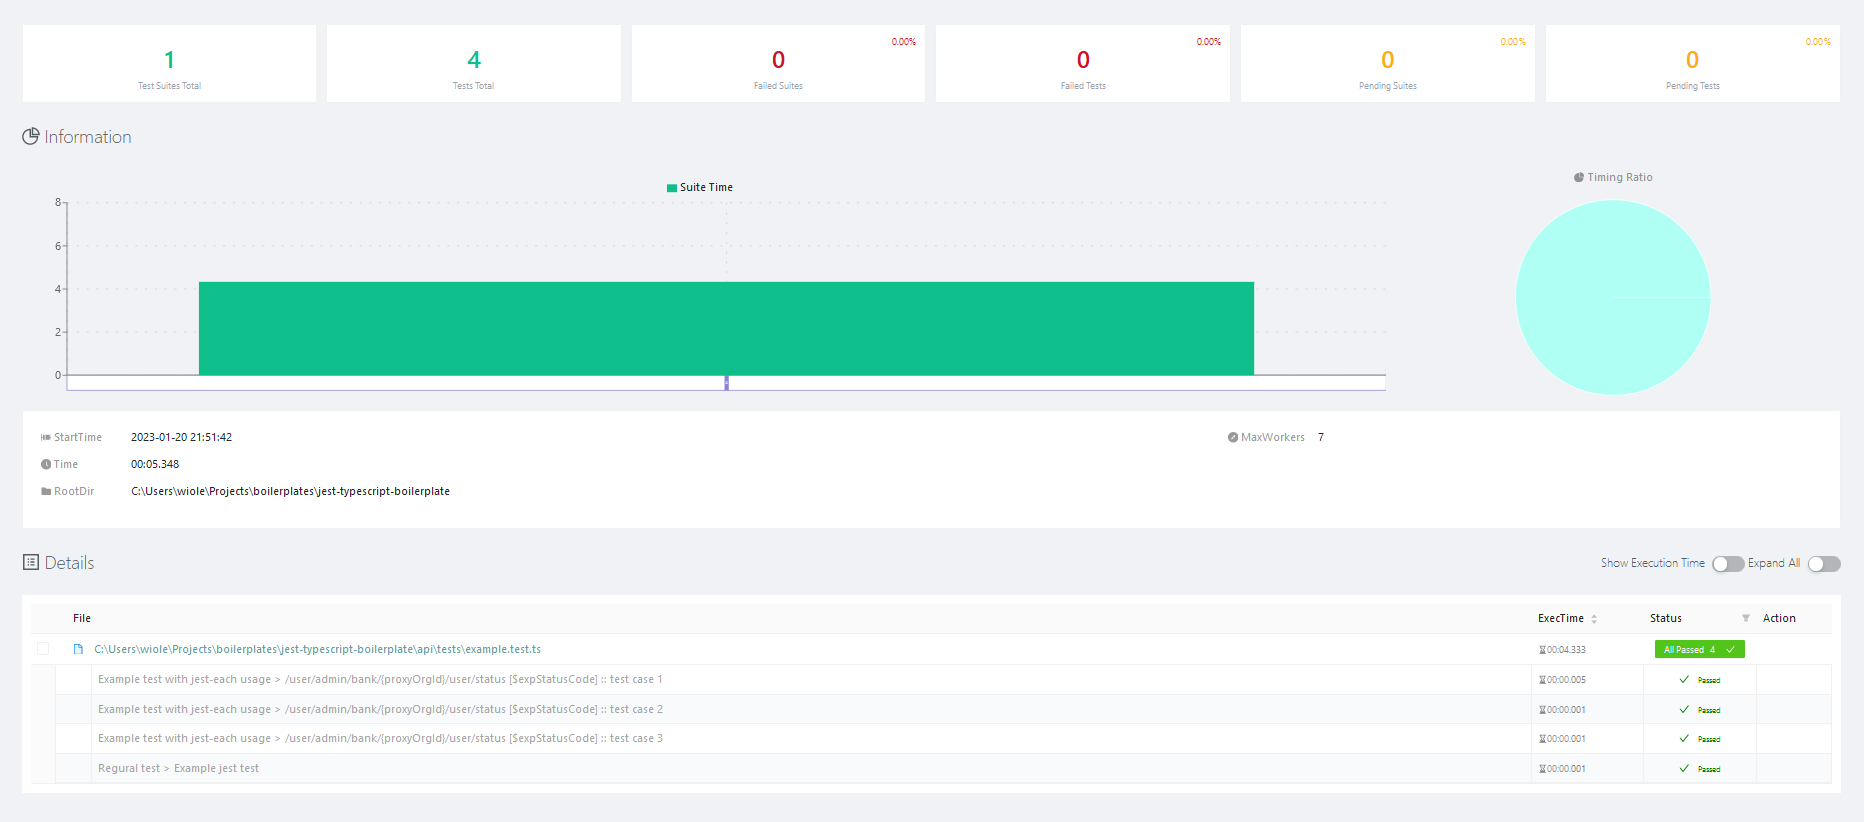 1
Test Suites Total
4
Tests Total
0.00%
0
Failed Suites
0.00%
0
Failed Tests
0.00%
0
Pending Suites
0.00%
0
Pending Tests
Information
Suite Time
8
6
4
2
0
Timing Ratio
StartTime 2023-01-20 21:51:42
MaxWorkers 7
Time 00:05.348
RootDir C:\Users\wiole\Projects\boilerplates\jest-typescript-boilerplate
Details
Show Execution Time Expand All
File ExecTime Status Action
C:\Users\wiole\Projects\boilerplates\jest-typescript-boilerplate\api\tests\example.test.ts 00:04.333 All Passed 4
Example test with jest-each usage > /user/admin/bank/{proxyOrgId}/user/status [$expStatusCode] :: test case 1 00:00.005 Passed
Example test with jest-each usage > /user/admin/bank/{proxyOrgId}/user/status [$expStatusCode] :: test case 2 00:00.001 Passed
Example test with jest-each usage > /user/admin/bank/{proxyOrgId}/user/status [$expStatusCode] :: test case 3 00:00.001 Passed
Regural test > Example jest test 00:00.001 Passed